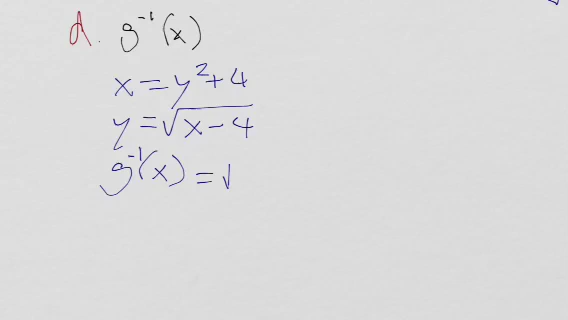 d. g⁻¹(x)
x = y² + 4
y = √(x − 4)
g⁻¹(x) = √